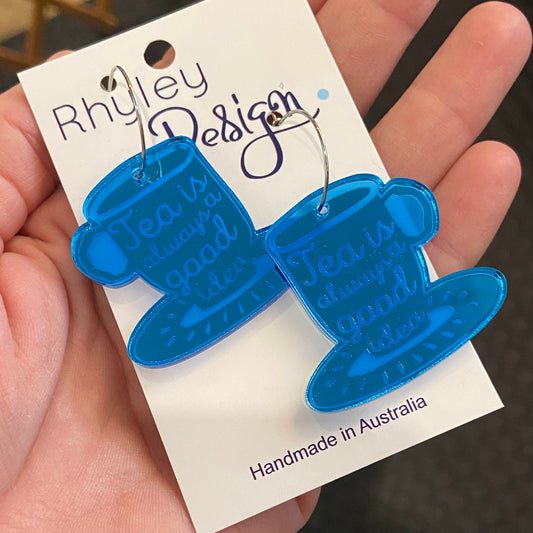 Rhyley
Design
Tea is
always a
good
idea
Tea is
always a
good
idea
Handmade in Australia